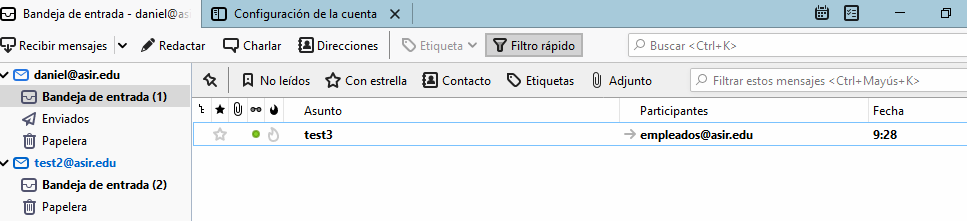 Bandeja de entrada - daniel@as
Configuración de la cuenta
Recibir mensajes
Redactar
Charlar
Direcciones
Etiqueta
Filtro rápido
Buscar <Ctrl+K>
daniel@asir.edu
Bandeja de entrada (1)
Enviados
Papelera
test2@asir.edu
Bandeja de entrada (2)
Papelera
No leídos
Con estrella
Contacto
Etiquetas
Adjunto
Filtrar estos mensajes <Ctrl+Mayús+K>
Asunto
Participantes
Fecha
test3
empleados@asir.edu
9:28